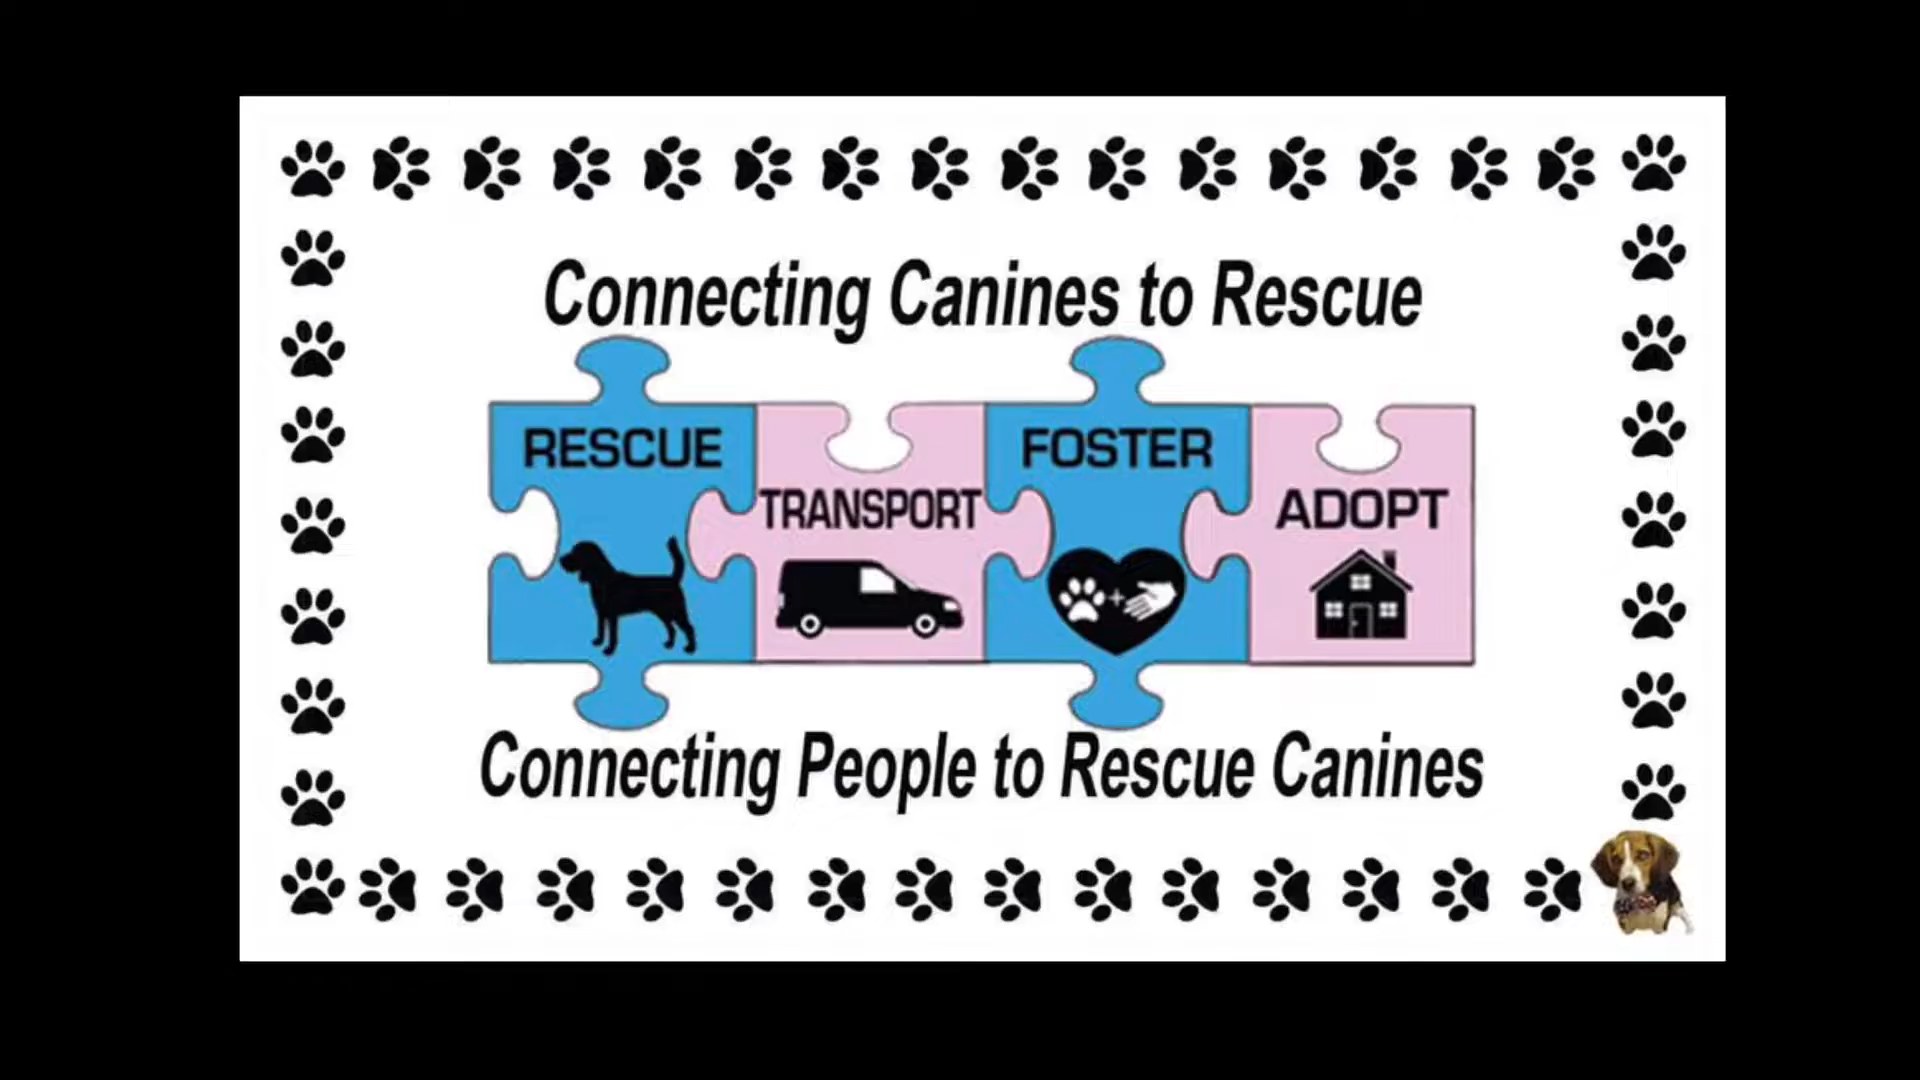 Connecting Canines to Rescue
RESCUE
TRANSPORT
FOSTER
ADOPT
Connecting People to Rescue Canines